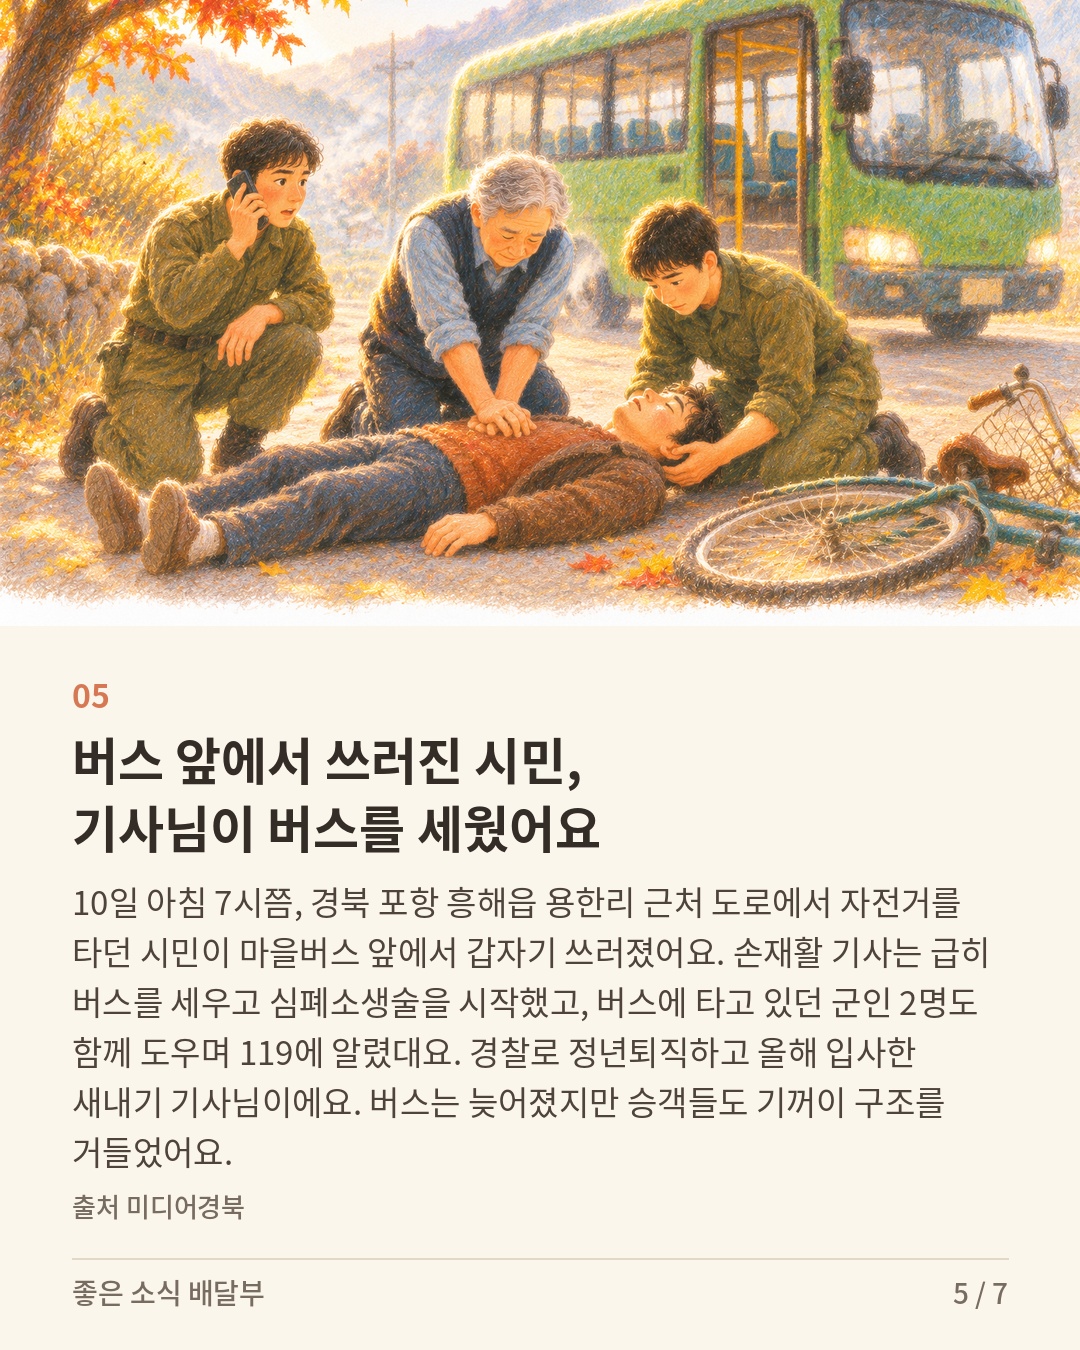 05
버스 앞에서 쓰러진 시민,
기사님이 버스를 세웠어요
10일 아침 7시쯤, 경북 포항 흥해읍 용한리 근처 도로에서 자전거를
타던 시민이 마을버스 앞에서 갑자기 쓰러졌어요. 손재활 기사는 급히
버스를 세우고 심폐소생술을 시작했고, 버스에 타고 있던 군인 2명도
함께 도우며 119에 알렸대요. 경찰로 정년퇴직하고 올해 입사한
새내기 기사님이에요. 버스는 늦어졌지만 승객들도 기꺼이 구조를
거들었어요.
출처 미디어경북
좋은 소식 배달부
5 / 7